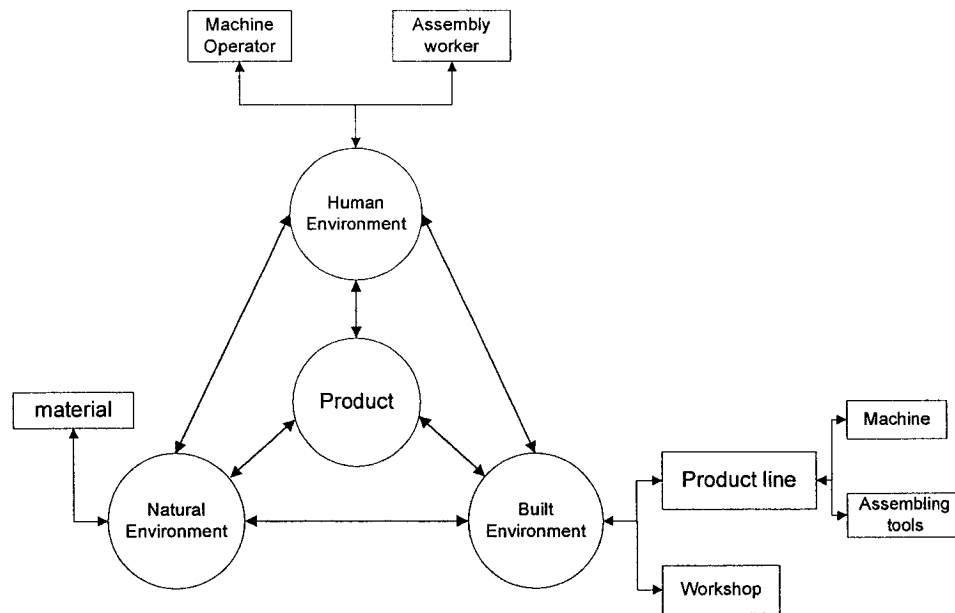 Machine
Operator
Assembly
worker
Human
Environment
Product
material
Natural
Environment
Built
Environment
Product line
Machine
Assembling
tools
Workshop